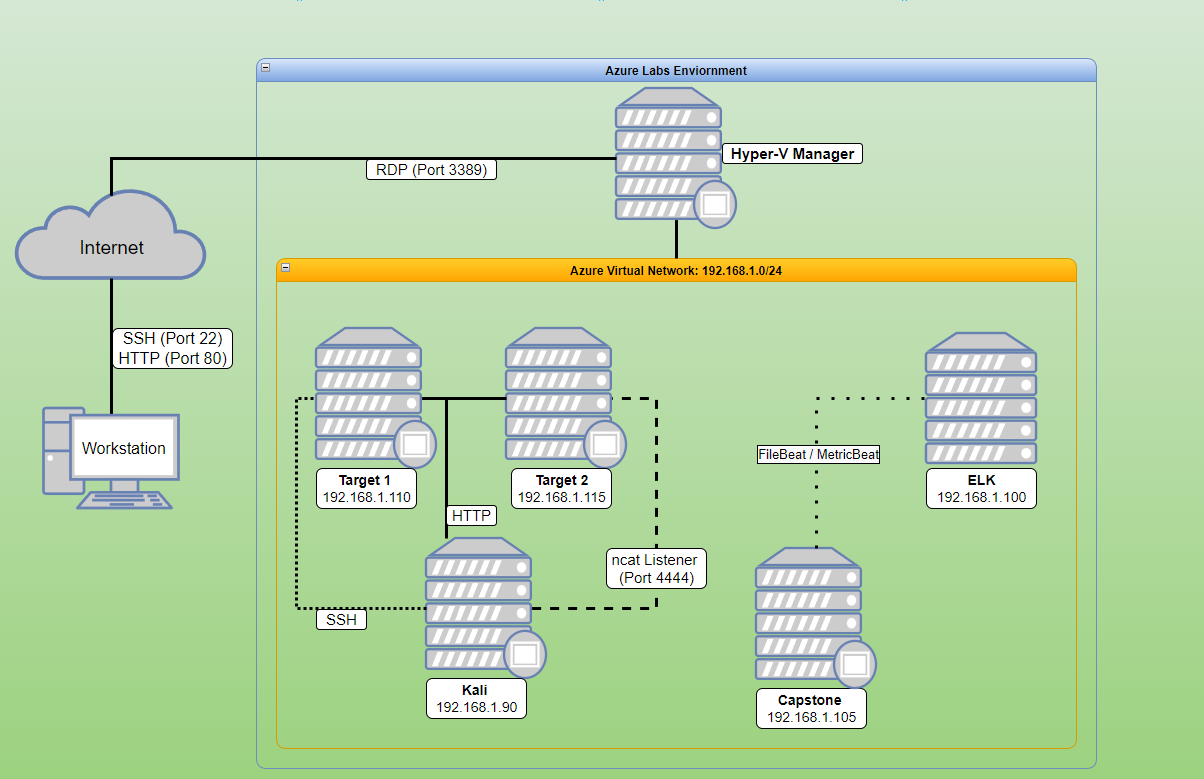 Azure Labs Enviornment
Hyper-V Manager
RDP (Port 3389)
Internet
Azure Virtual Network: 192.168.1.0/24
SSH (Port 22)
HTTP (Port 80)
Workstation
Target 1
192.168.1.110
Target 2
192.168.1.115
FileBeat / MetricBeat
ELK
192.168.1.100
HTTP
ncat Listener
(Port 4444)
SSH
Kali
192.168.1.90
Capstone
192.168.1.105